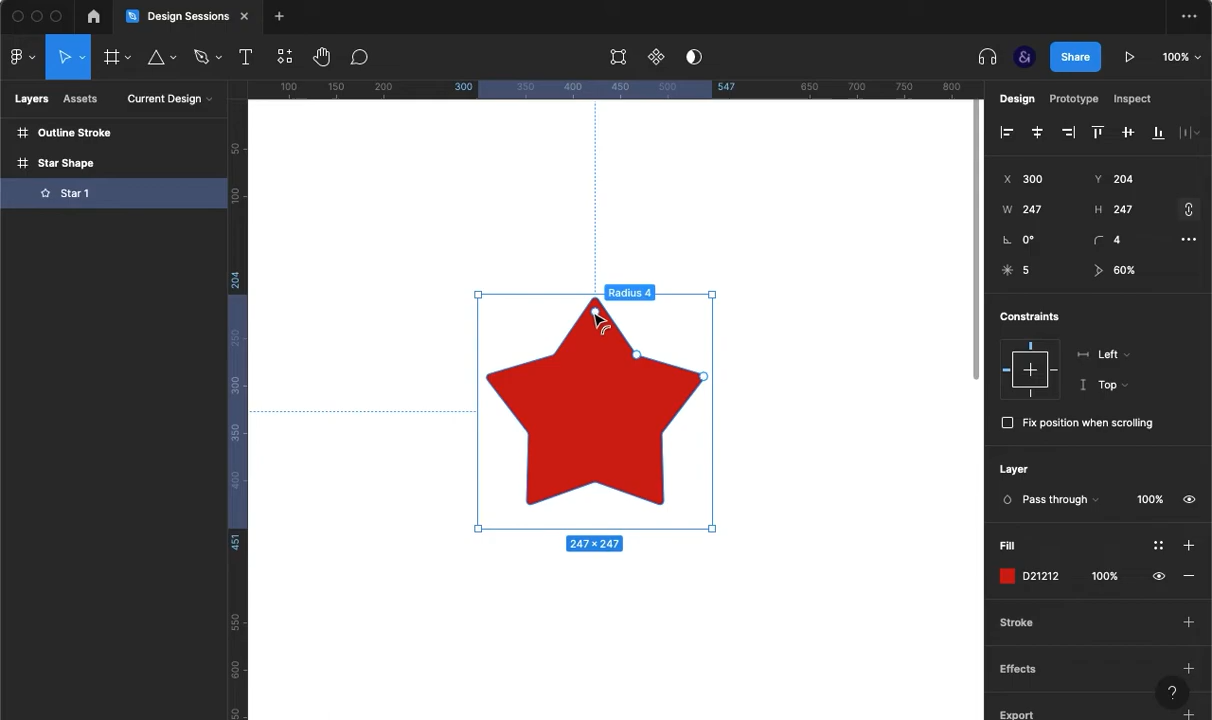 Design Sessions
T
100%
Share
Layers Assets Current Design
100 150 200 300 350 400 450 500 547 650 700 750 800
Design Prototype Inspect
Outline Stroke
Star Shape
Star 1
50
100
204
250
300
350
400
451
550
600
50
Radius 4
247 × 247
X 300 Y 204
W 247 H 247
0° 4
5 60%
Constraints
Left
Top
Fix position when scrolling
Layer
Pass through 100%
Fill
D21212 100%
Stroke
Effects
Export
?